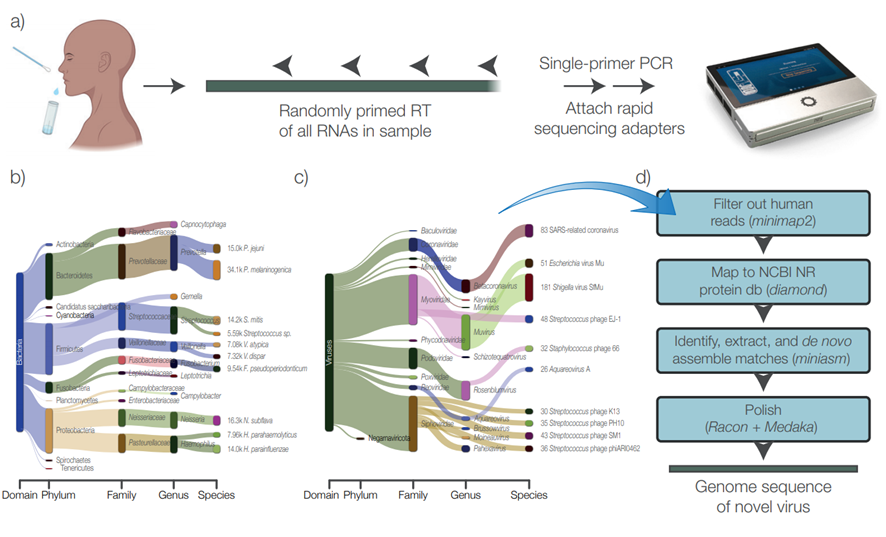 a)
Randomly primed RT
of all RNAs in sample
Single-primer PCR
Attach rapid
sequencing adapters
b)
Actinobacteria
Bacteroidetes
Candidatus saccharibacteria
Cyanobacteria
Firmicutes
Fusobacteria
Planctomycetes
Proteobacteria
Spirochaetes
Tenericutes
Bacteria
Flavobacteriaceae
Prevotellaceae
Streptococcaceae
Veillonellaceae
Fusobacteriaceae
Leptotrichiaceae
Campylobacteraceae
Enterobacteriaceae
Neisseriaceae
Pasteurellaceae
Capnocytophaga
Prevotella
Gemella
Streptococcus
Veillonella
Fusobacterium
Leptotrichia
Campylobacter
Neisseria
Haemophilus
15.0k P. jejuni
34.1k P. melaninogenica
14.2k S. mitis
5.59k Streptococcus sp.
7.08k V. atypica
7.32k V. dispar
9.54k F. pseudoperiodonticum
16.3k N. subflava
7.96k H. parahaemolyticus
14.0k H. parainfluenzae
Domain Phylum Family Genus Species
c)
Viruses
Negarnaviricota
Baculoviridae
Coronaviridae
Mimiviridae
Myoviridae
Phycodnaviridae
Podoviridae
Poxviridae
Reoviridae
Siphoviridae
Betacoronavirus
Kayvirus
Mimivirus
Muvirus
Schizotequatrovirus
Rosenblumvirus
Aquareovirus
Brussowvirus
Moineauvirus
Pahexavirus
83 SARS-related coronavirus
51 Escherichia virus Mu
181 Shigella virus SfMu
48 Streptococcus phage EJ-1
32 Staphylococcus phage 66
26 Aquareovirus A
30 Streptococcus phage K13
35 Streptococcus phage PH10
43 Streptococcus phage SM1
36 Streptococcus phage phiARI0462
Domain Phylum Family Genus Species
d)
Filter out human
reads (minimap2)
Map to NCBI NR
protein db (diamond)
Identify, extract, and de novo
assemble matches (miniasm)
Polish
(Racon + Medaka)
Genome sequence
of novel virus